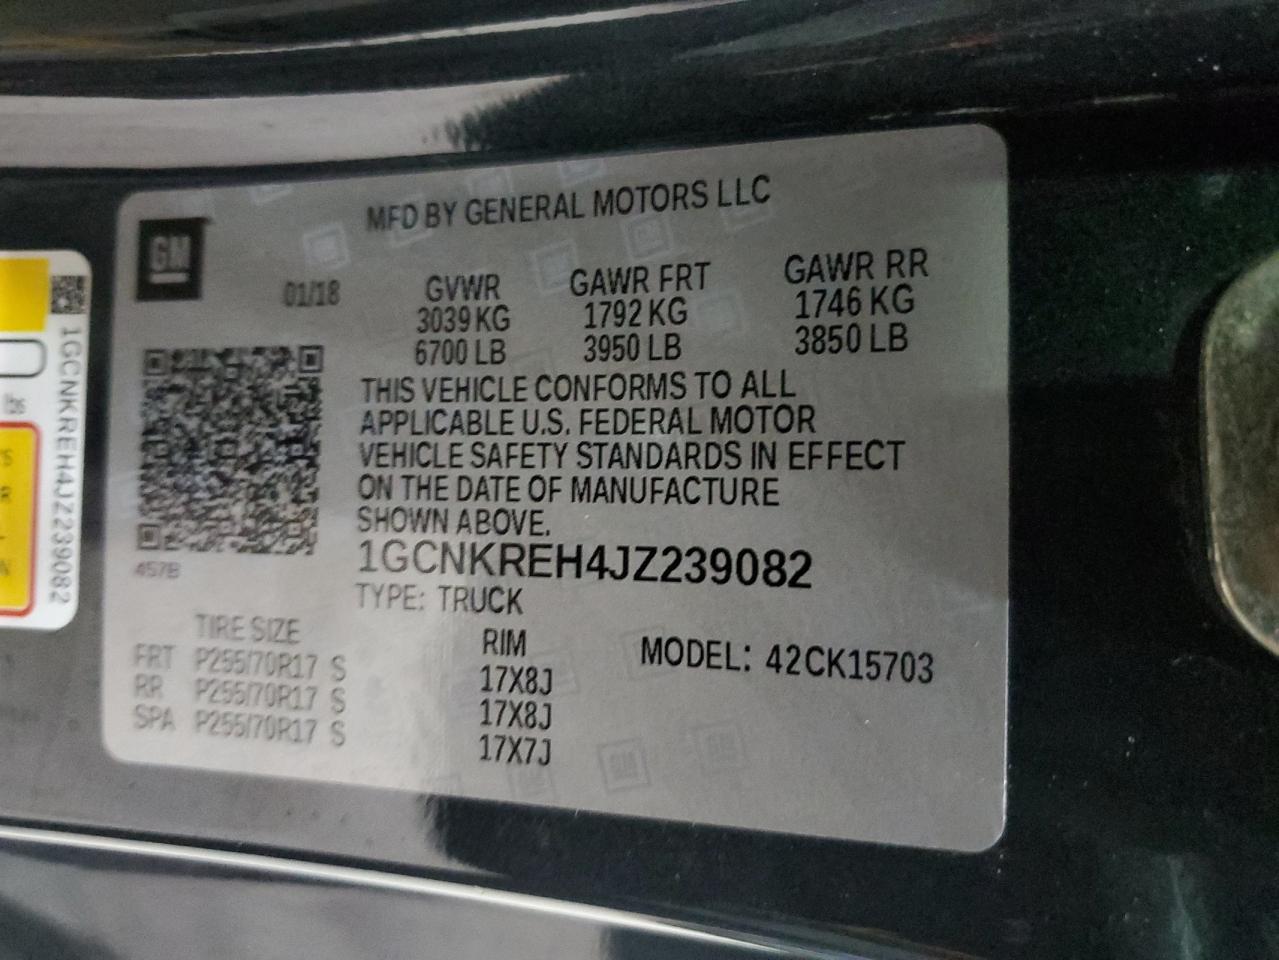 MFD BY GENERAL MOTORS LLC
GM
01/18
GVWR GAWR FRT GAWR RR
3039 KG 1792 KG 1746 KG
6700 LB 3950 LB 3850 LB
THIS VEHICLE CONFORMS TO ALL
APPLICABLE U.S. FEDERAL MOTOR
VEHICLE SAFETY STANDARDS IN EFFECT
ON THE DATE OF MANUFACTURE
SHOWN ABOVE.
1GCNKREH4JZ239082
457B
TYPE: TRUCK
TIRE SIZE RIM MODEL: 42CK15703
FRT P255/70R17 S 17X8J
RR P255/70R17 S 17X8J
SPA P255/70R17 S 17X7J
1GCNKREH4JZ239082
lbs